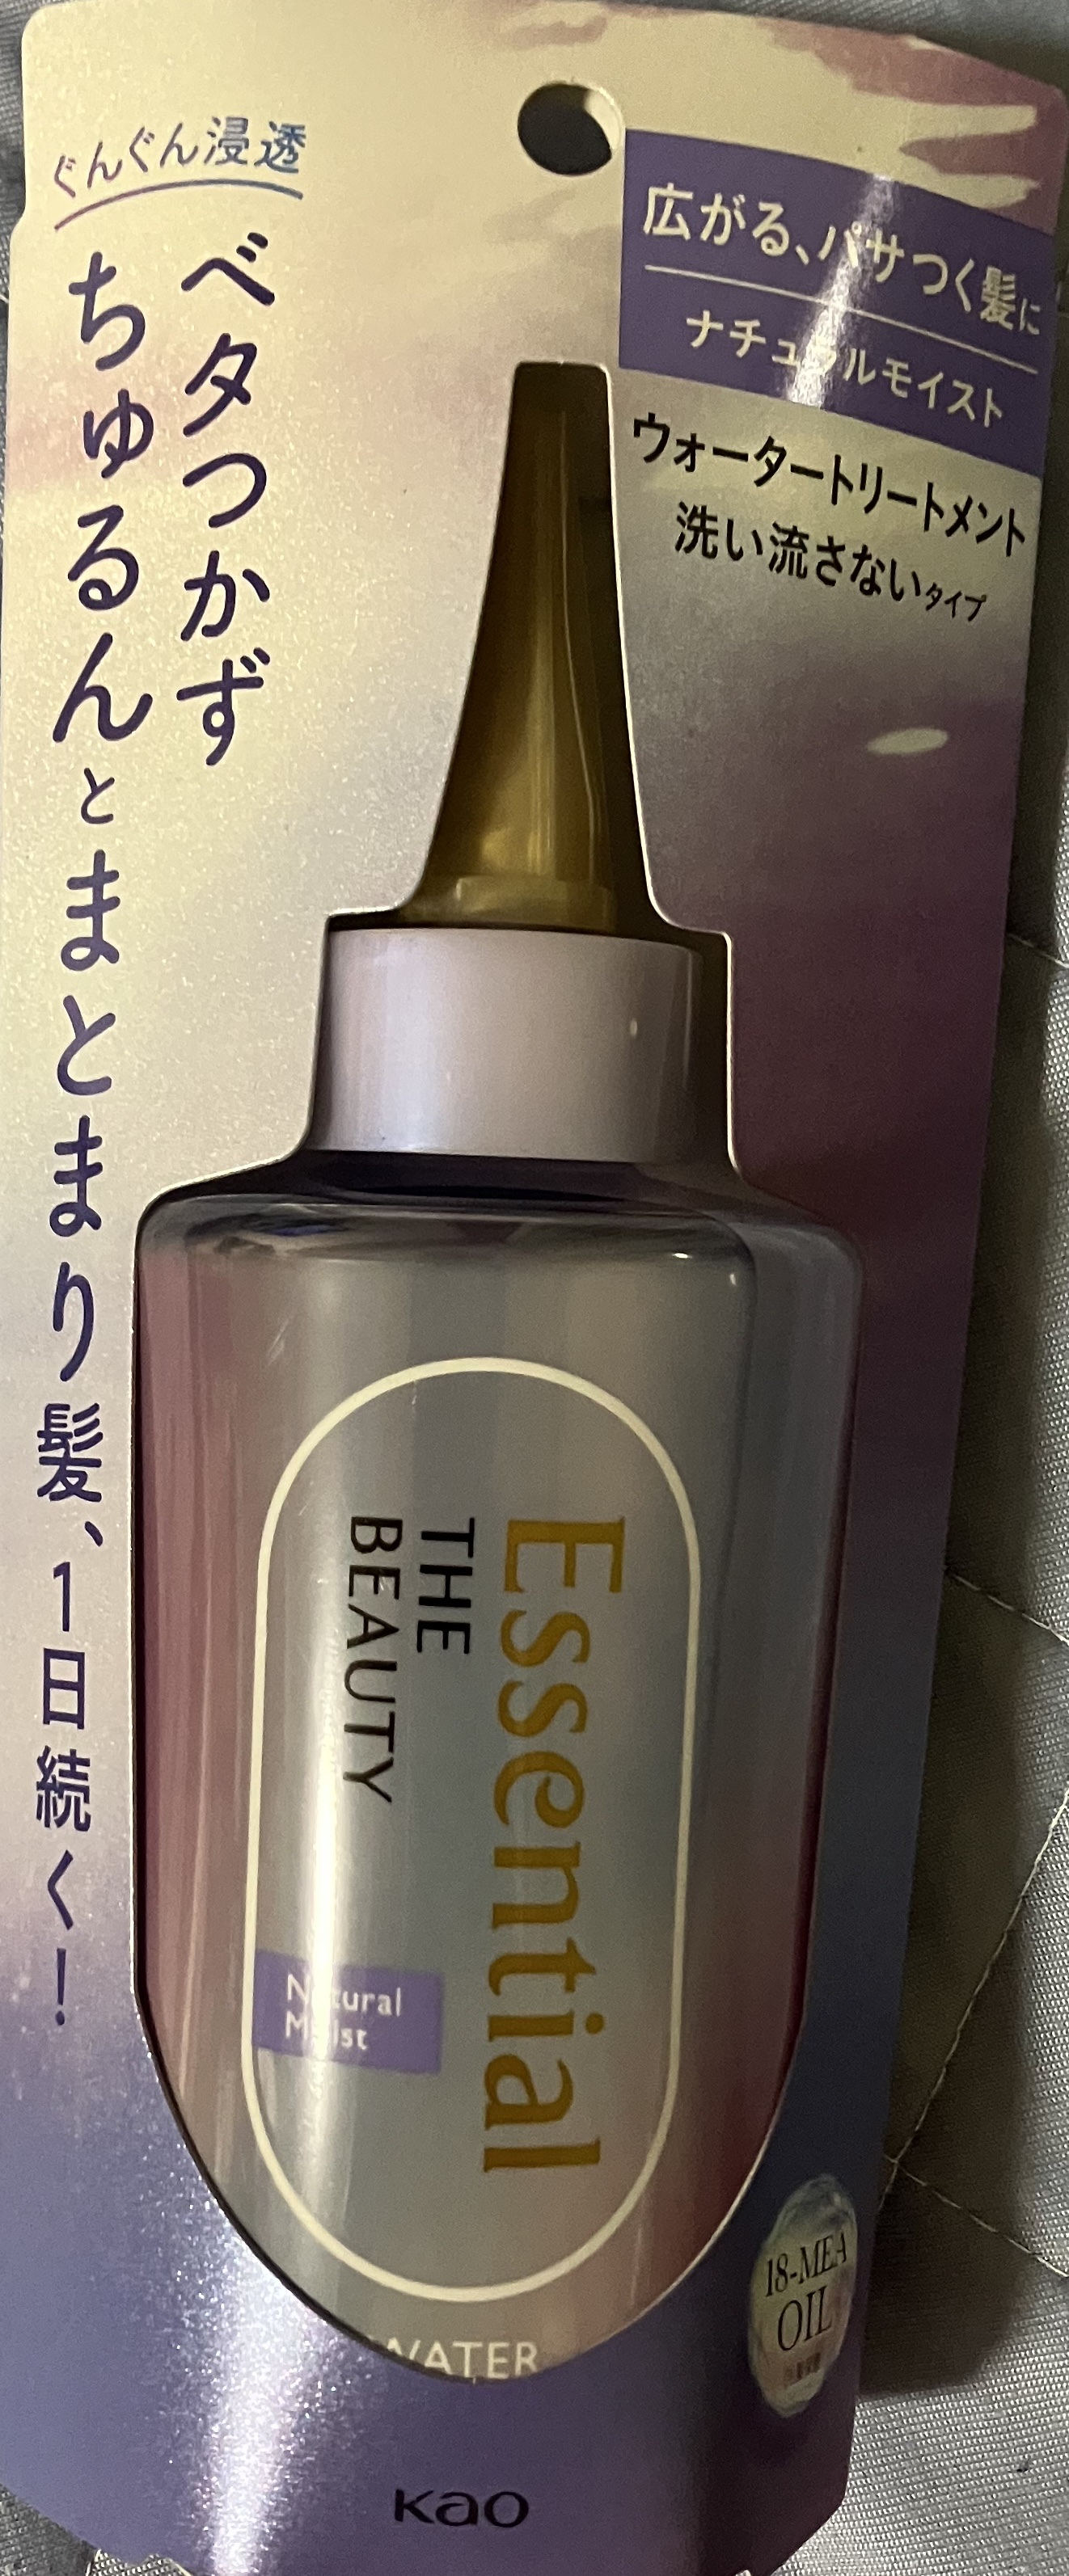 ぐんぐん浸透
ベタつかず
ちゅるんとまとまり髪、1日続く!
広がる、パサつく髪に
ナチュラルモイスト
ウォータートリートメント
洗い流さないタイプ
Essential
THE
BEAUTY
Natural
Moist
WATER
18-MEA
OIL
kao